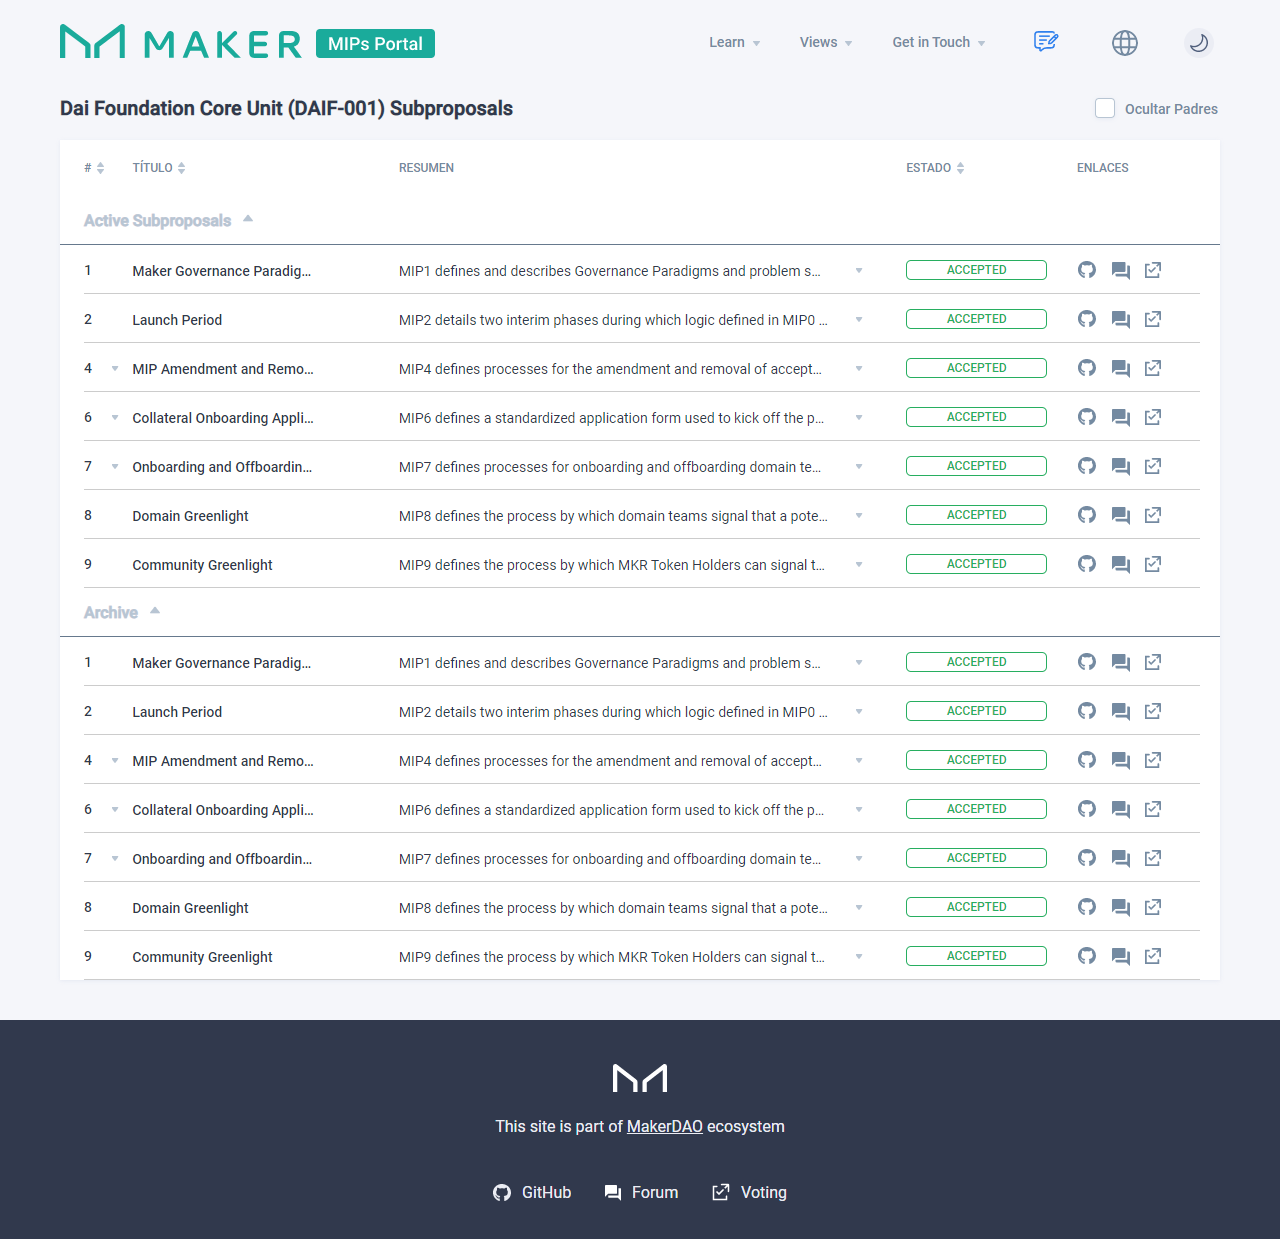 MAKER MIPs Portal Learn Views Get in Touch
Dai Foundation Core Unit (DAIF-001) Subproposals Ocultar Padres
# TÍTULO RESUMEN ESTADO ENLACES
Active Subproposals
1 Maker Governance Paradig... MIP1 defines and describes Governance Paradigms and problem s... ACCEPTED
2 Launch Period MIP2 details two interim phases during which logic defined in MIP0 ... ACCEPTED
4 MIP Amendment and Remo... MIP4 defines processes for the amendment and removal of accept... ACCEPTED
6 Collateral Onboarding Appli... MIP6 defines a standardized application form used to kick off the p... ACCEPTED
7 Onboarding and Offboardin... MIP7 defines processes for onboarding and offboarding domain te... ACCEPTED
8 Domain Greenlight MIP8 defines the process by which domain teams signal that a pote... ACCEPTED
9 Community Greenlight MIP9 defines the process by which MKR Token Holders can signal t... ACCEPTED
Archive
1 Maker Governance Paradig... MIP1 defines and describes Governance Paradigms and problem s... ACCEPTED
2 Launch Period MIP2 details two interim phases during which logic defined in MIP0 ... ACCEPTED
4 MIP Amendment and Remo... MIP4 defines processes for the amendment and removal of accept... ACCEPTED
6 Collateral Onboarding Appli... MIP6 defines a standardized application form used to kick off the p... ACCEPTED
7 Onboarding and Offboardin... MIP7 defines processes for onboarding and offboarding domain te... ACCEPTED
8 Domain Greenlight MIP8 defines the process by which domain teams signal that a pote... ACCEPTED
9 Community Greenlight MIP9 defines the process by which MKR Token Holders can signal t... ACCEPTED
This site is part of MakerDAO ecosystem
GitHub Forum Voting